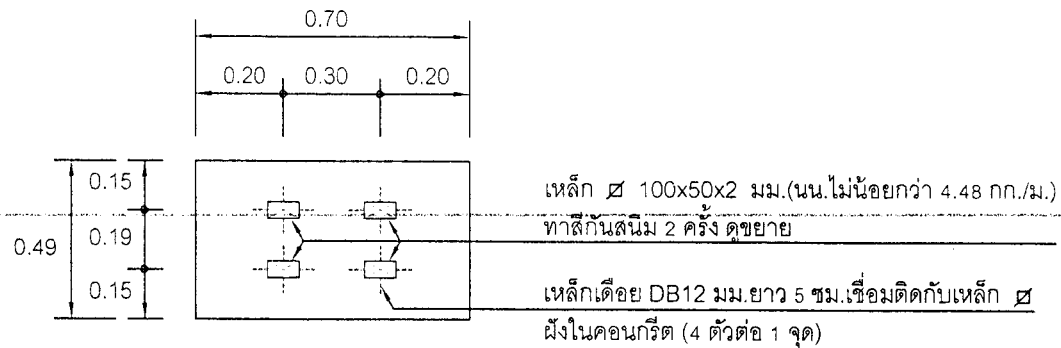 0.70
0.20 0.30 0.20
0.15
0.19
0.15
0.49
เหล็ก 100x50x2 มม.(นน.ไม่น้อยกว่า 4.48 กก./ม.)
ทาสีกันสนิม 2 ครั้ง ดูขยาย
เหล็กเดือย DB12 มม.ยาว 5 ซม.เชื่อมติดกับเหล็ก
ฝังในคอนกรีต (4 ตัวต่อ 1 จุด)